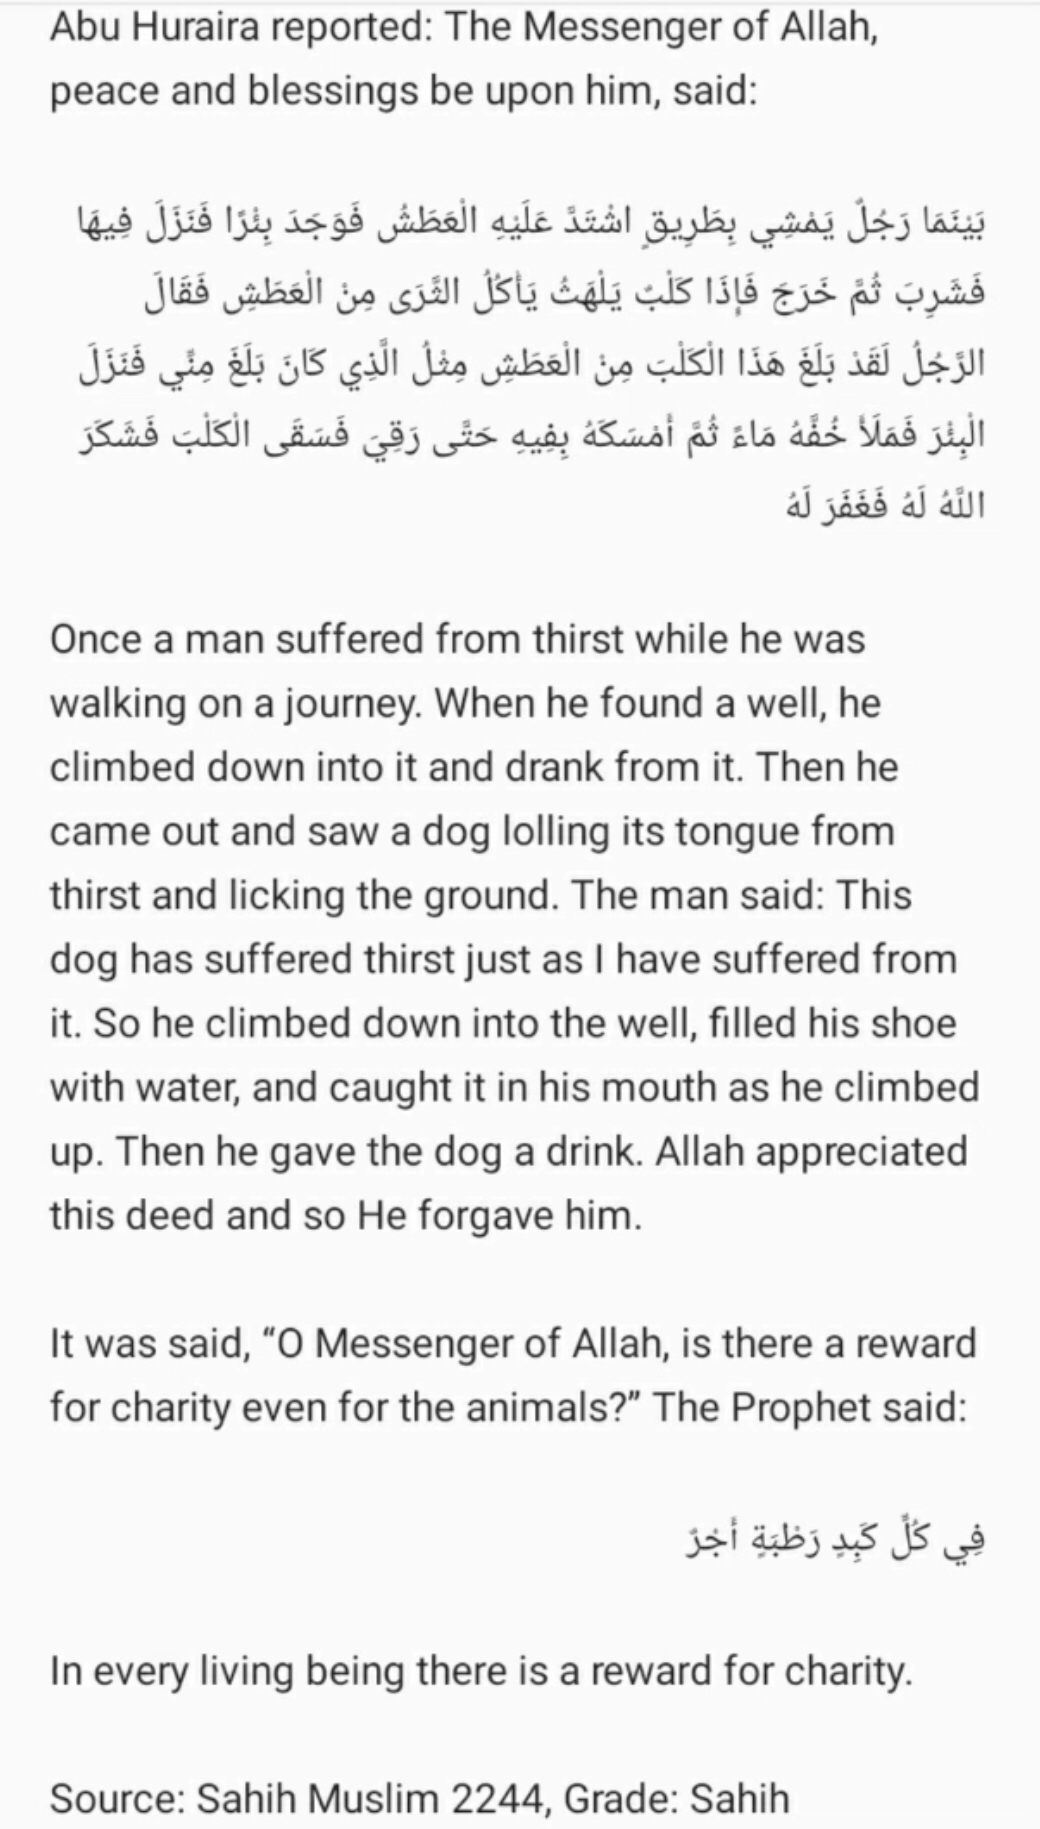 Abu Huraira reported: The Messenger of Allah,
peace and blessings be upon him, said:
بَيْنَمَا رَجُلٌ يَمْشِي بِطَرِيقٍ اشْتَدَّ عَلَيْهِ الْعَطَشُ فَوَجَدَ بِئْرًا فَنَزَلَ فِيهَا
فَشَرِبَ ثُمَّ خَرَجَ فَإِذَا كَلْبٌ يَلْهَثُ يَأْكُلُ الثَّرَى مِنْ الْعَطَشِ فَقَالَ
الرَّجُلُ لَقَدْ بَلَغَ هَذَا الْكَلْبَ مِنْ الْعَطَشِ مِثْلُ الَّذِي كَانَ بَلَغَ مِنِّي فَنَزَلَ
الْبِئْرَ فَمَلَأَ خُفَّهُ مَاءً ثُمَّ أَمْسَكَهُ بِفِيهِ حَتَّى رَقِيَ فَسَقَى الْكَلْبَ فَشَكَرَ
اللَّهُ لَهُ فَغَفَرَ لَهُ
Once a man suffered from thirst while he was
walking on a journey. When he found a well, he
climbed down into it and drank from it. Then he
came out and saw a dog lolling its tongue from
thirst and licking the ground. The man said: This
dog has suffered thirst just as I have suffered from
it. So he climbed down into the well, filled his shoe
with water, and caught it in his mouth as he climbed
up. Then he gave the dog a drink. Allah appreciated
this deed and so He forgave him.
It was said, “O Messenger of Allah, is there a reward
for charity even for the animals?” The Prophet said:
فِي كُلِّ كَبِدٍ رَطْبَةٍ أَجْرٌ
In every living being there is a reward for charity.
Source: Sahih Muslim 2244, Grade: Sahih